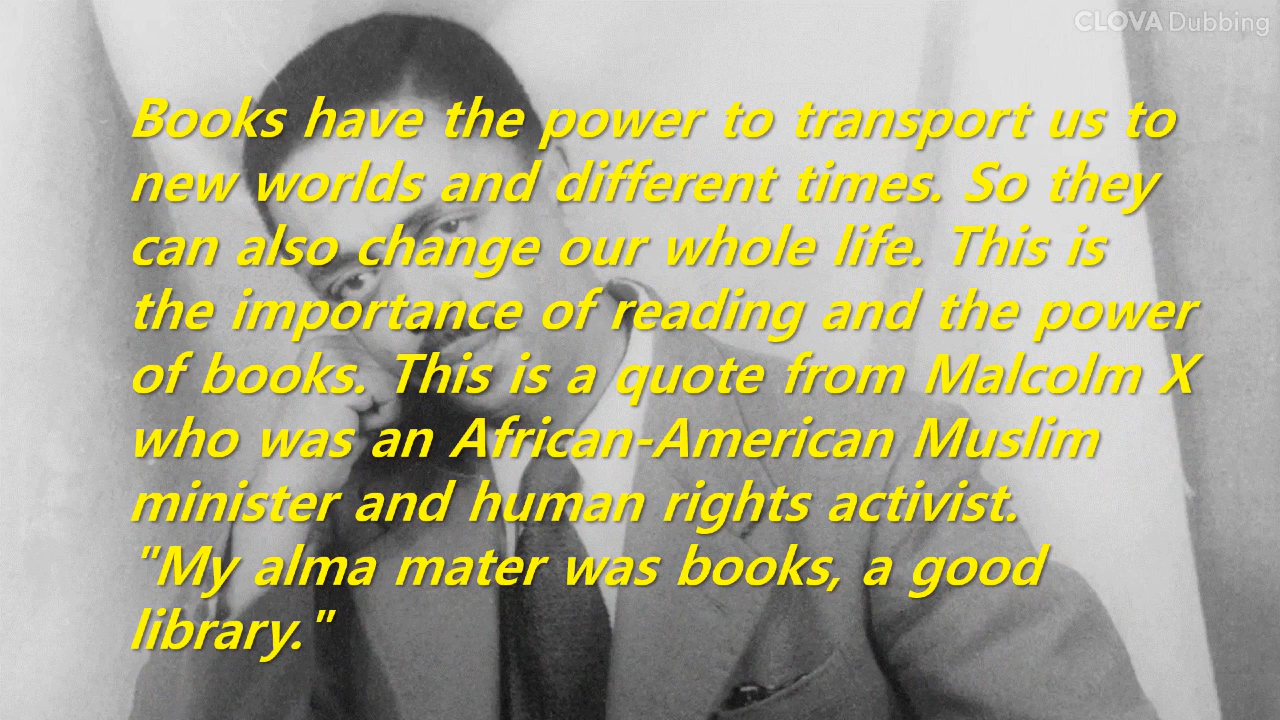 CLOVA Dubbing
Books have the power to transport us to
new worlds and different times. So they
can also change our whole life. This is
the importance of reading and the power
of books. This is a quote from Malcolm X
who was an African-American Muslim
minister and human rights activist.
"My alma mater was books, a good
library."